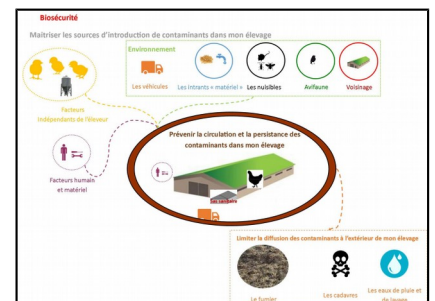 Biosécurité
Maitriser les sources d'introduction de contaminants dans mon élevage
Environnement
Les véhicules
Les intrants « matériel »
Les nuisibles
Avifaune
Voisinage
Facteurs
Indépendants de l'éleveur
Prévenir la circulation et la persistance des
contaminants dans mon élevage
Facteurs humain
et matériel
Sas sanitaire
Limiter la diffusion des contaminants à l'extérieur de mon élevage
Le fumier
Les cadavres
Les eaux de pluie et
de lavage